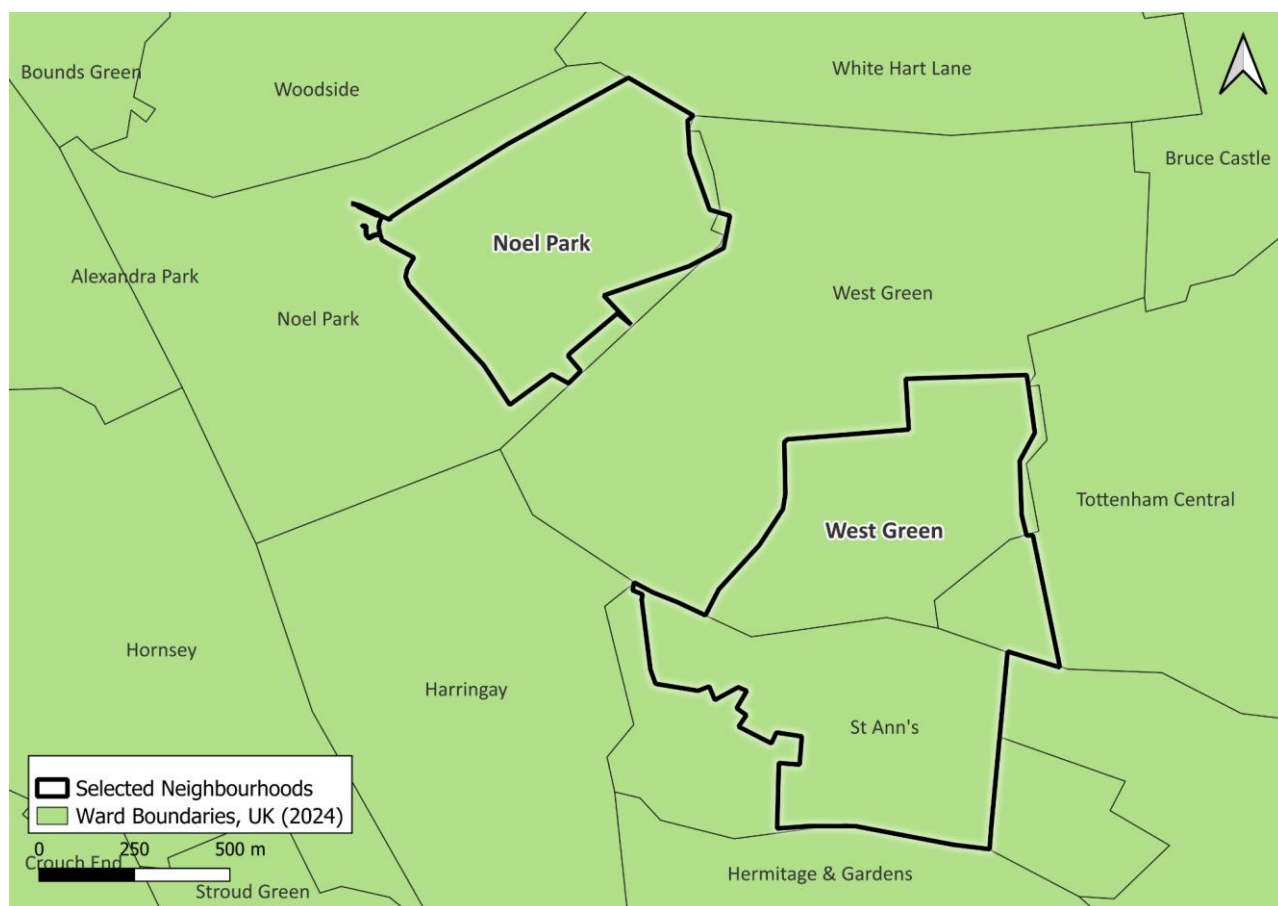 White Hart Lane
Bounds Green
Woodside
Bruce Castle
Noel Park
Alexandra Park
West Green
Noel Park
Tottenham Central
West Green
Hornsey
Harringay
St Ann's
Selected Neighbourhoods
Ward Boundaries, UK (2024)
0 250 500 m
Crouch End
Stroud Green
Hermitage & Gardens